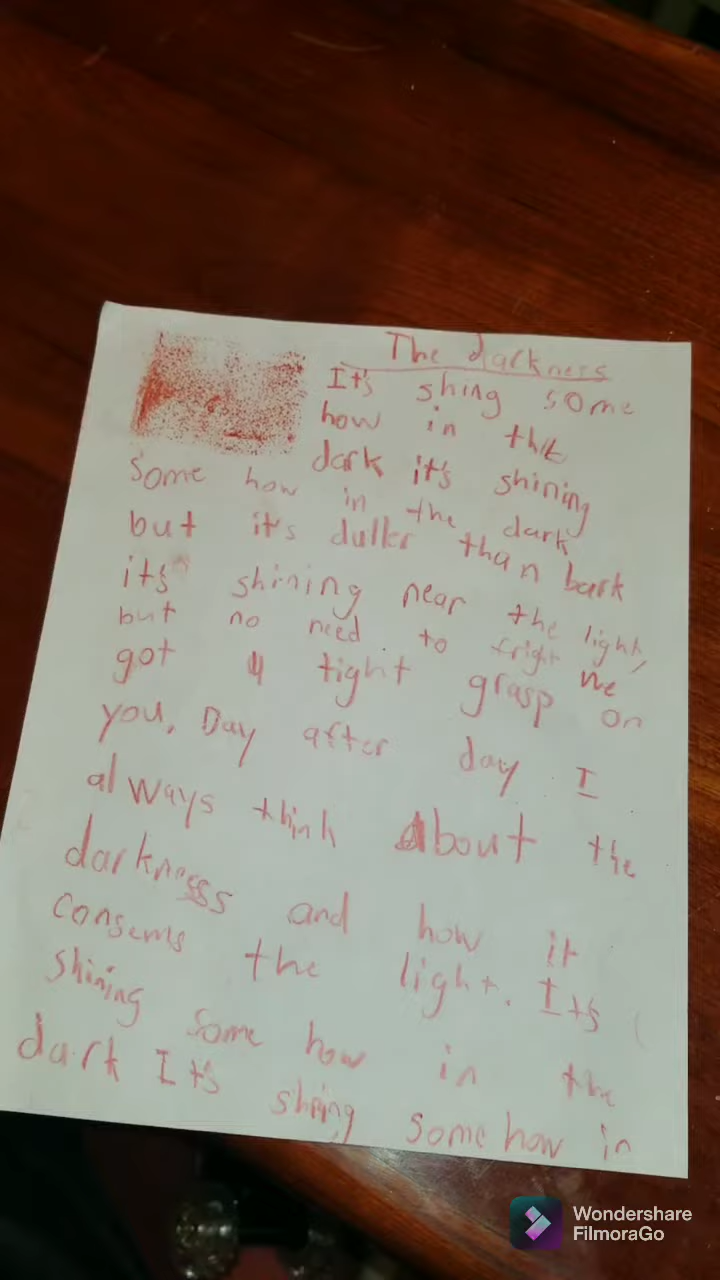 The darkness
It's shing some
how in the
dark it's shining
some how in the dark
but it's duller than bark
it's shining near the light,
but no need to fright we
got a tight grasp on
you. Day after day I
always think about the
darkness and how it
consems the light. It's
shining some how in the
dark It's shing some how in
Wondershare
FilmoraGo